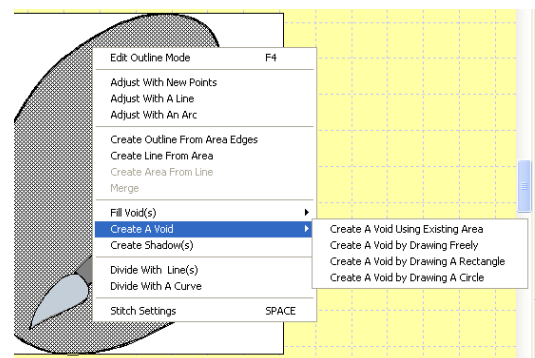 Edit Outline Mode F4
Adjust With New Points
Adjust With A Line
Adjust With An Arc
Create Outline From Area Edges
Create Line From Area
Create Area From Line
Merge
Fill Void(s)
Create A Void
Create Shadow(s)
Divide With Line(s)
Divide With A Curve
Stitch Settings SPACE
Create A Void Using Existing Area
Create A Void by Drawing Freely
Create A Void by Drawing A Rectangle
Create A Void by Drawing A Circle